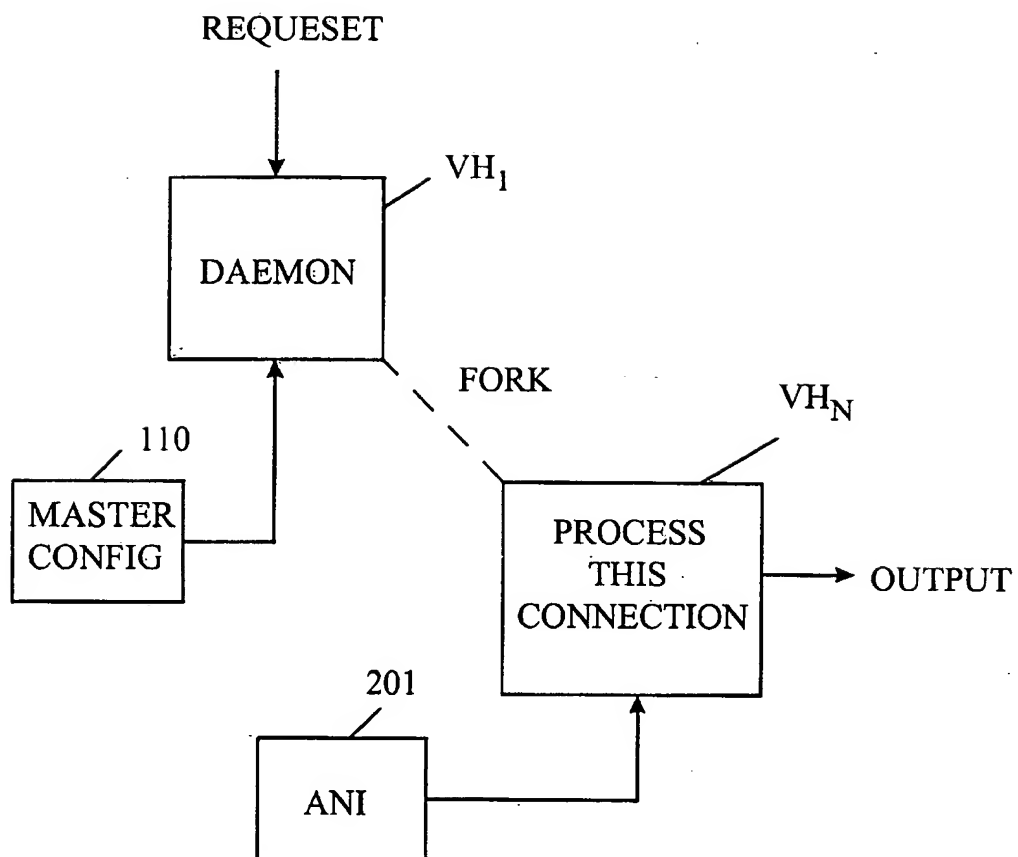 REQUESET
VH1
DAEMON
FORK
VHN
110
MASTER
CONFIG
PROCESS
THIS
CONNECTION
OUTPUT
201
ANI